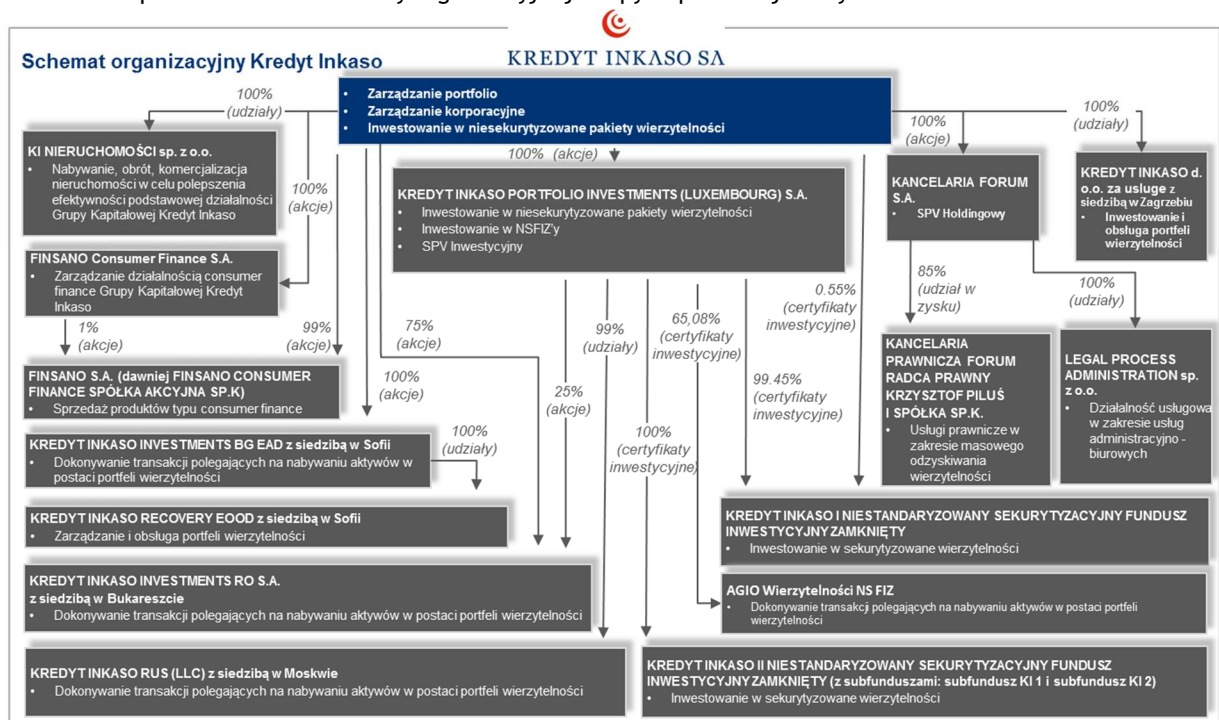 Schemat organizacyjny Kredyt Inkaso
KREDYT INKASO SA
• Zarządzanie portfolio
• Zarządzanie korporacyjne
• Inwestowanie w niesekurytyzowane pakiety wierzytelności
100%
(udziały)
100%
(akcje)
100% (akcje)
100%
(akcje)
100%
(udziały)
KI NIERUCHOMOŚCI sp. z o.o.
• Nabywanie, obrót, komercjalizacja
nieruchomości w celu polepszenia
efektywności podstawowej działalności
Grupy Kapitałowej Kredyt Inkaso
KREDYT INKASO PORTFOLIO INVESTMENTS (LUXEMBOURG) S.A.
• Inwestowanie w niesekurytyzowane pakiety wierzytelności
• Inwestowanie w NSFIZ'y
• SPV Inwestycyjny
KANCELARIA FORUM
S.A.
• SPV Holdingowy
KREDYT INKASO d.
o.o. za usluge z
siedzibą w Zagrzebiu
• Inwestowanie i
obsługa portfeli
wierzytelności
FINSANO Consumer Finance S.A.
• Zarządzanie działalnością consumer
finance Grupy Kapitałowej Kredyt
Inkaso
1%
(akcje)
99%
(akcje)
75%
(akcje)
100%
(akcje)
25%
(akcje)
99%
(udziały)
100%
(certyfikaty
inwestycyjne)
65,08%
(certyfikaty
inwestycyjne)
0.55%
(certyfikaty
inwestycyjne)
99.45%
(certyfikaty
inwestycyjne)
85%
(udział w
zysku)
100%
(udziały)
FINSANO S.A. (dawniej FINSANO CONSUMER
FINANCE SPÓŁKA AKCYJNA SP.K)
• Sprzedaż produktów typu consumer finance
KANCELARIA
PRAWNICZA FORUM
RADCA PRAWNY
KRZYSZTOF PILUŚ
I SPÓŁKA SP.K.
• Usługi prawnicze w
zakresie masowego
odzyskiwania
wierzytelności
LEGAL PROCESS
ADMINISTRATION sp.
z o.o.
• Działalność usługowa
w zakresie usług
administracyjno -
biurowych
KREDYT INKASO INVESTMENTS BG EAD z siedzibą w Sofii
• Dokonywanie transakcji polegających na nabywaniu aktywów w
postaci portfeli wierzytelności
100%
(udziały)
KREDYT INKASO RECOVERY EOOD z siedzibą w Sofii
• Zarządzanie i obsługa portfeli wierzytelności
KREDYT INKASO I NIESTANDARYZOWANY SEKURYTYZACYJNY FUNDUSZ
INWESTYCYJNY ZAMKNIĘTY
• Inwestowanie w sekurytyzowane wierzytelności
KREDYT INKASO INVESTMENTS RO S.A.
z siedzibą w Bukareszcie
• Dokonywanie transakcji polegających na nabywaniu aktywów w postaci portfeli wierzytelności
AGIO Wierzytelności NS FIZ
• Dokonywanie transakcji polegających na nabywaniu aktywów w postaci portfeli
wierzytelności
KREDYT INKASO RUS (LLC) z siedzibą w Moskwie
• Dokonywanie transakcji polegających na nabywaniu aktywów w postaci portfeli wierzytelności
KREDYT INKASO II NIESTANDARYZOWANY SEKURYTYZACYJNY FUNDUSZ
INWESTYCYJNY ZAMKNIĘTY (z subfunduszami: subfundusz KI 1 i subfundusz KI 2)
• Inwestowanie w sekurytyzowane wierzytelności